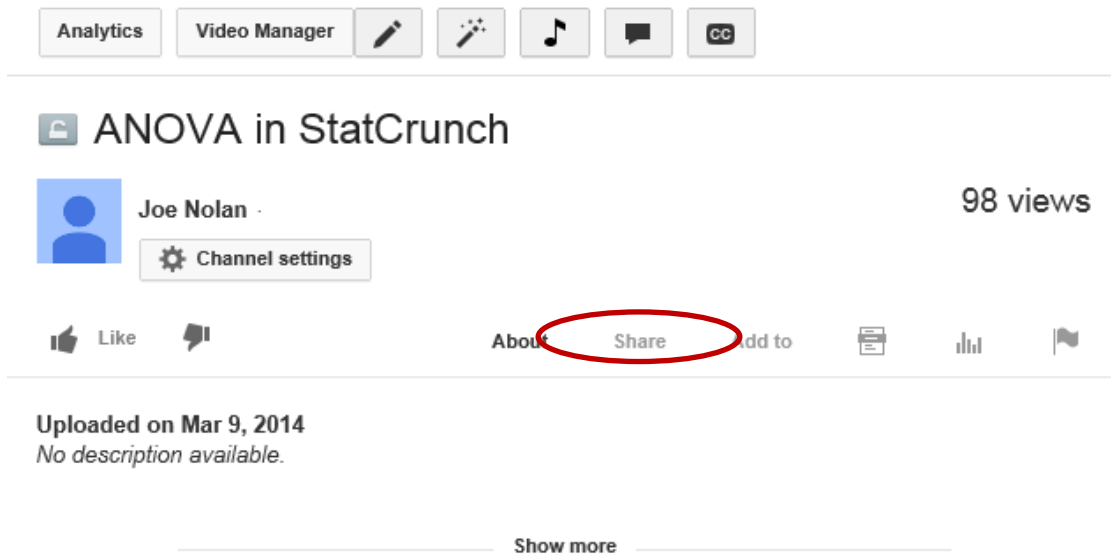 Analytics Video Manager CC
ANOVA in StatCrunch
Joe Nolan ·
98 views
Channel settings
Like About Share Add to
Uploaded on Mar 9, 2014
No description available.
Show more